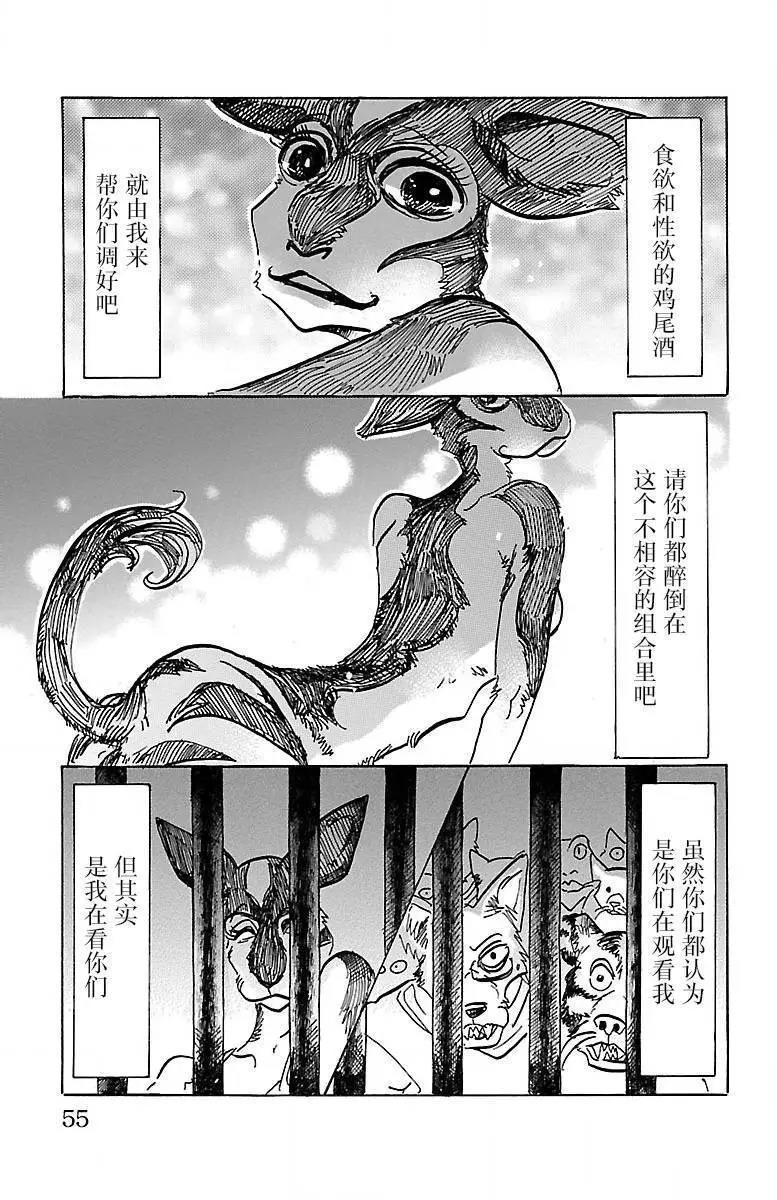 食欲和性欲的鸡尾酒
就由我来
帮你们调好吧
请你们都醉倒在
这个不相容的组合里吧
虽然你们都认为
是你们在观看我
但其实
是我在看你们
55